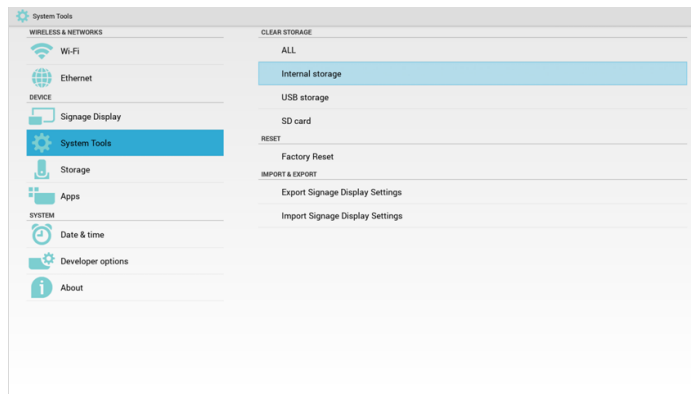 System Tools
WIRELESS & NETWORKS
Wi-Fi
Ethernet
DEVICE
Signage Display
System Tools
Storage
Apps
SYSTEM
Date & time
Developer options
About
CLEAR STORAGE
ALL
Internal storage
USB storage
SD card
RESET
Factory Reset
IMPORT & EXPORT
Export Signage Display Settings
Import Signage Display Settings